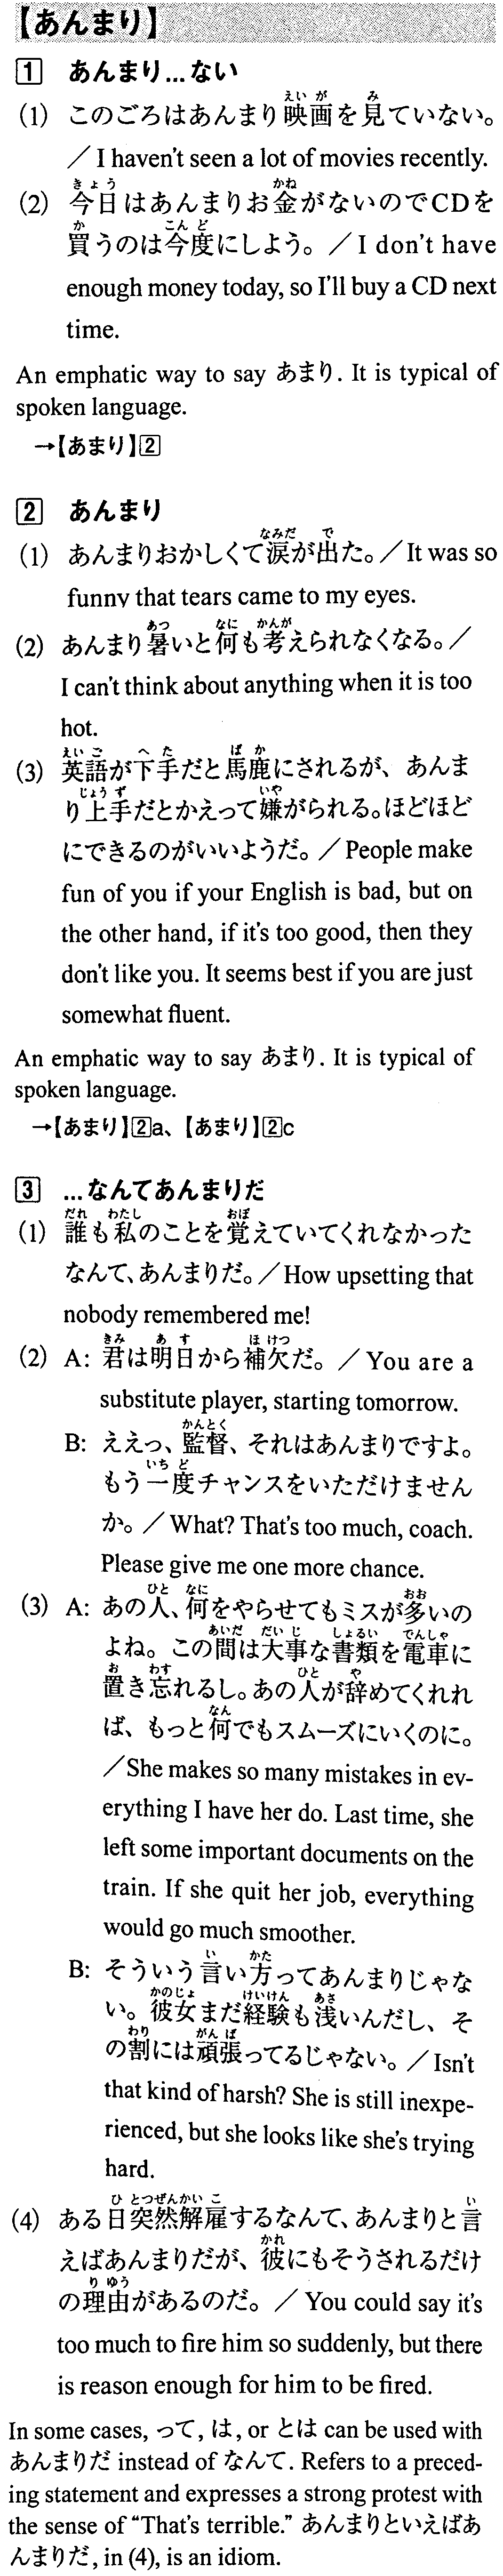 【あんまり】
1 あんまり…ない
(1) このごろはあんまり映画を見ていない。
／I haven't seen a lot of movies recently.
(2) 今日はあんまりお金がないのでCDを
買うのは今度にしよう。／I don't have
enough money today, so I'll buy a CD next
time.
An emphatic way to say あまり. It is typical of
spoken language.
→【あまり】2
2 あんまり
(1) あんまりおかしくて涙が出た。／It was so
funny that tears came to my eyes.
(2) あんまり暑いと何も考えられなくなる。／
I can't think about anything when it is too
hot.
(3) 英語が下手だと馬鹿にされるが、あんま
り上手だとかえって嫌がられる。ほどほど
にできるのがいいようだ。／People make
fun of you if your English is bad, but on
the other hand, if it's too good, then they
don't like you. It seems best if you are just
somewhat fluent.
An emphatic way to say あまり. It is typical of
spoken language.
→【あまり】2a、【あまり】2c
3 …なんてあんまりだ
(1) 誰も私のことを覚えていてくれなかった
なんて、あんまりだ。／How upsetting that
nobody remembered me!
(2) A: 君は明日から補欠だ。／You are a
substitute player, starting tomorrow.
B: ええっ、監督、それはあんまりですよ。
もう一度チャンスをいただけません
か。／What? That's too much, coach.
Please give me one more chance.
(3) A: あの人、何をやらせてもミスが多いの
よね。この間は大事な書類を電車に
置き忘れるし。あの人が辞めてくれれ
ば、もっと何でもスムーズにいくのに。
／She makes so many mistakes in ev-
erything I have her do. Last time, she
left some important documents on the
train. If she quit her job, everything
would go much smoother.
B: そういう言い方ってあんまりじゃな
い。彼女まだ経験も浅いんだし、そ
の割には頑張ってるじゃない。／Isn't
that kind of harsh? She is still inexpe-
rienced, but she looks like she's trying
hard.
(4) ある日突然解雇するなんて、あんまりと言
えばあんまりだが、彼にもそうされるだけ
の理由があるのだ。／You could say it's
too much to fire him so suddenly, but there
is reason enough for him to be fired.
In some cases, って, は, or とは can be used with
あんまりだ instead of なんて. Refers to a preced-
ing statement and expresses a strong protest with
the sense of "That's terrible." あんまりといえばあ
んまりだ, in (4), is an idiom.